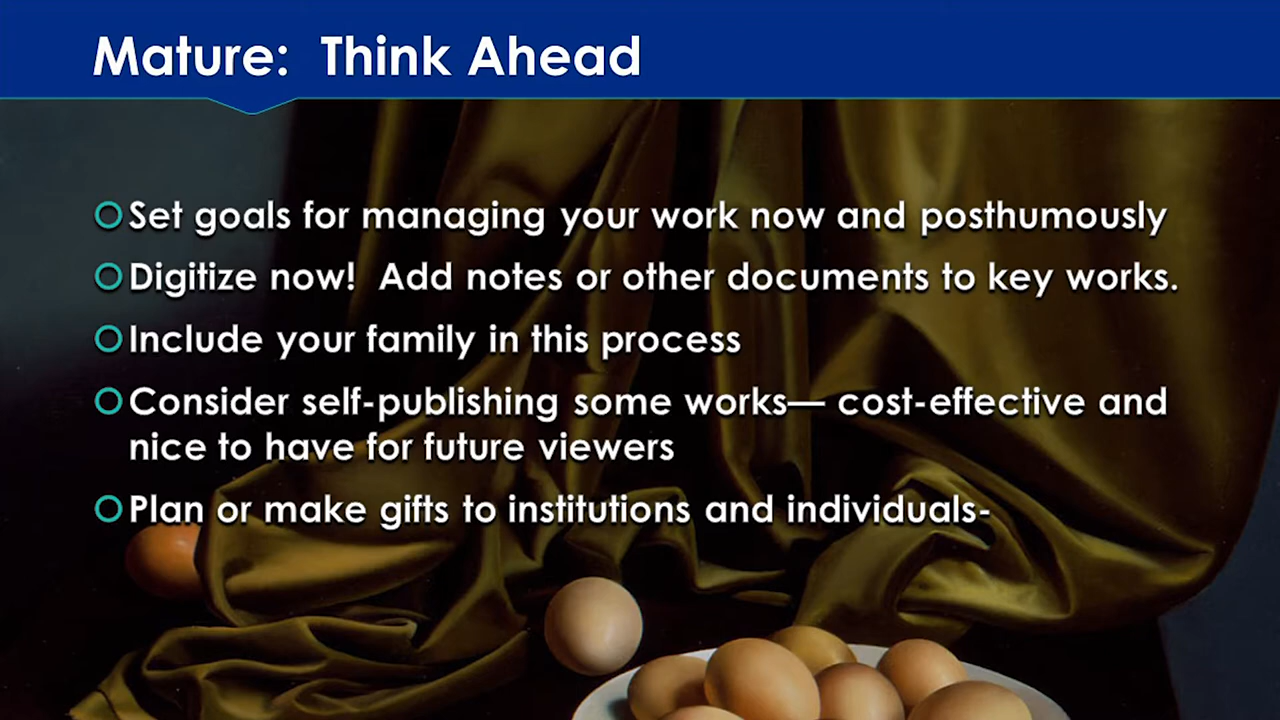 Mature:  Think Ahead
Set goals for managing your work now and posthumously
Digitize now!  Add notes or other documents to key works.
Include your family in this process
Consider self-publishing some works— cost-effective and
nice to have for future viewers
Plan or make gifts to institutions and individuals-